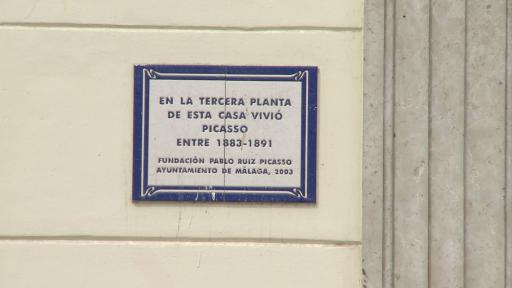 EN LA TERCERA PLANTA
DE ESTA CASA VIVIÓ
PICASSO
ENTRE 1883-1891
FUNDACIÓN PABLO RUIZ PICASSO
AYUNTAMIENTO DE MÁLAGA, 2003